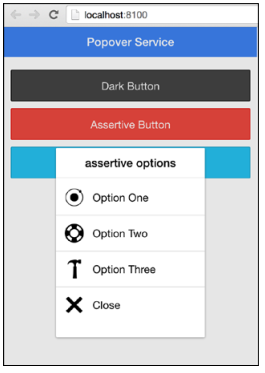 localhost:8100
Popover Service
Dark Button
Assertive Button
assertive options
Option One
Option Two
Option Three
Close